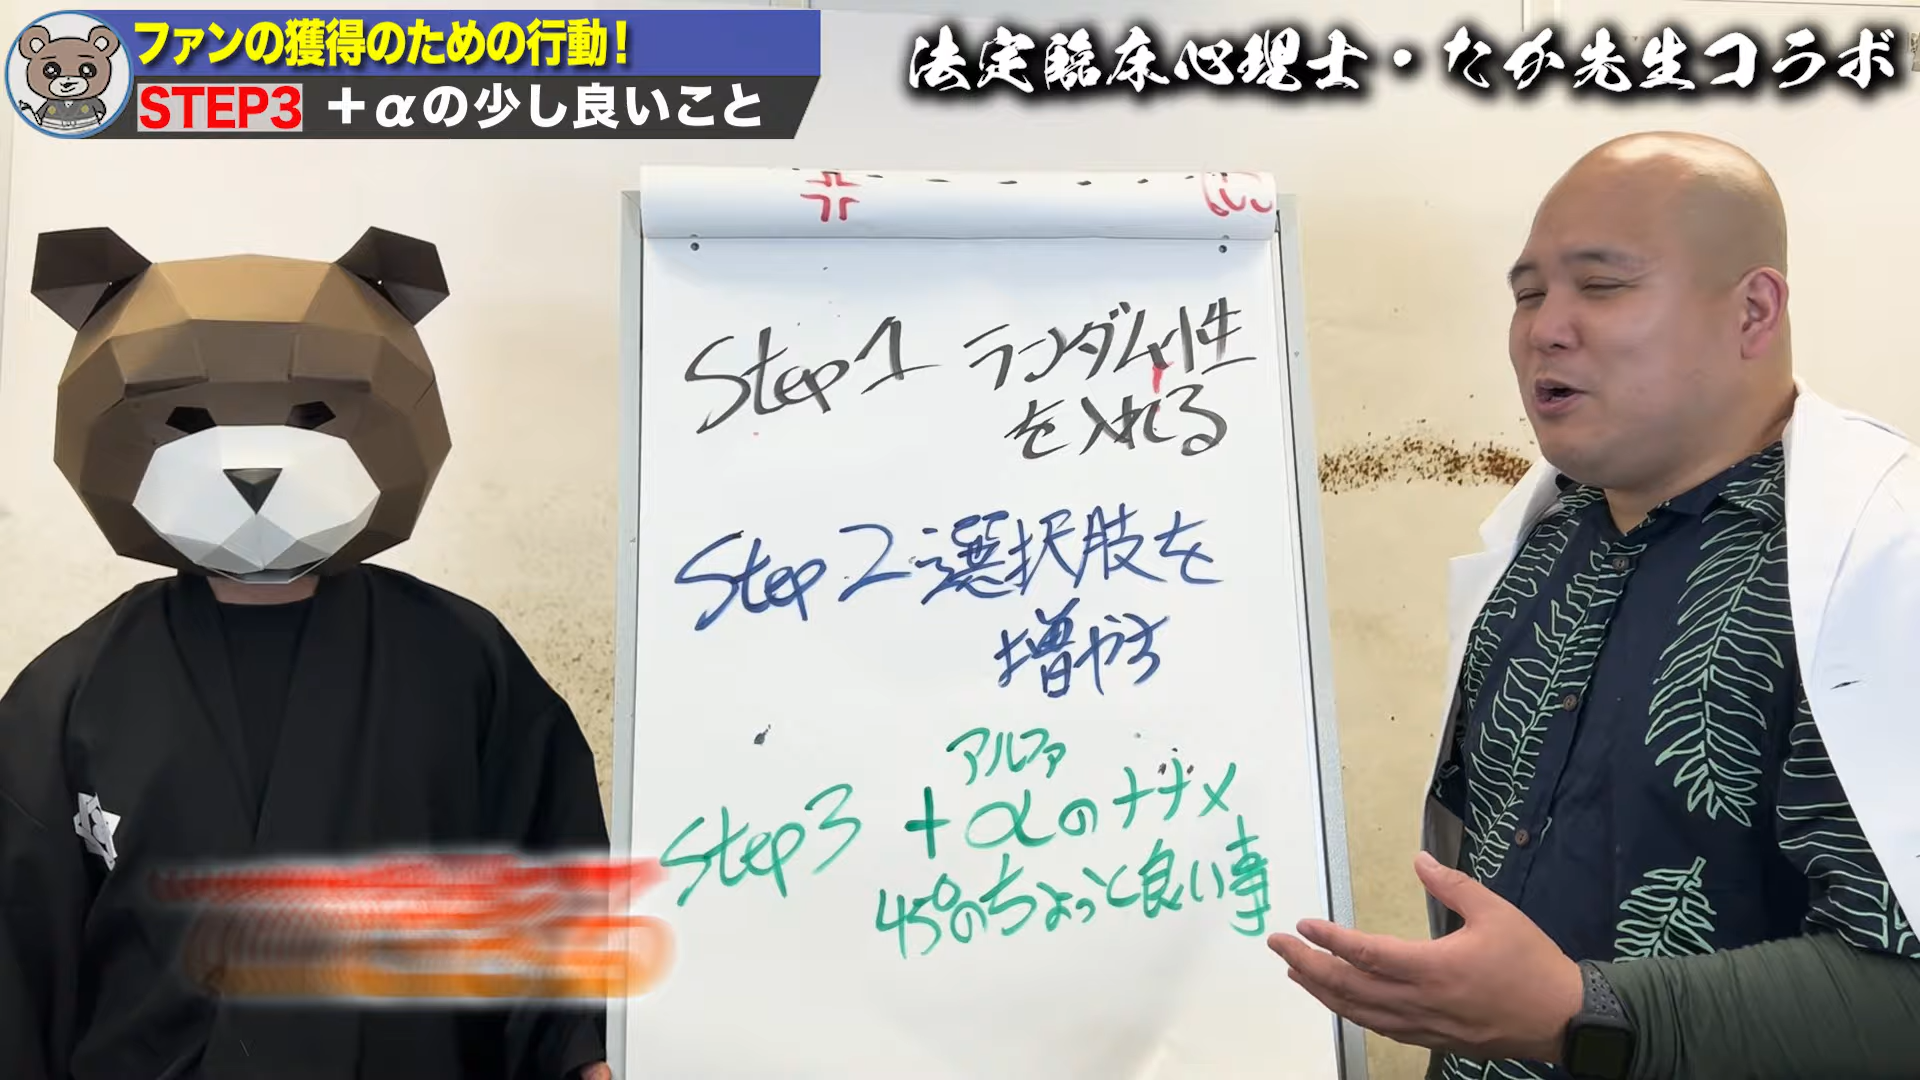 ファンの獲得のための行動!
STEP3 +αの少し良いこと
法定臨床心理士・たか先生コラボ
Step1 ランダム性
を入れる
Step2 選択肢を
増やす
アルファ
Step3 +αのナナメ
45°のちょっと良い事